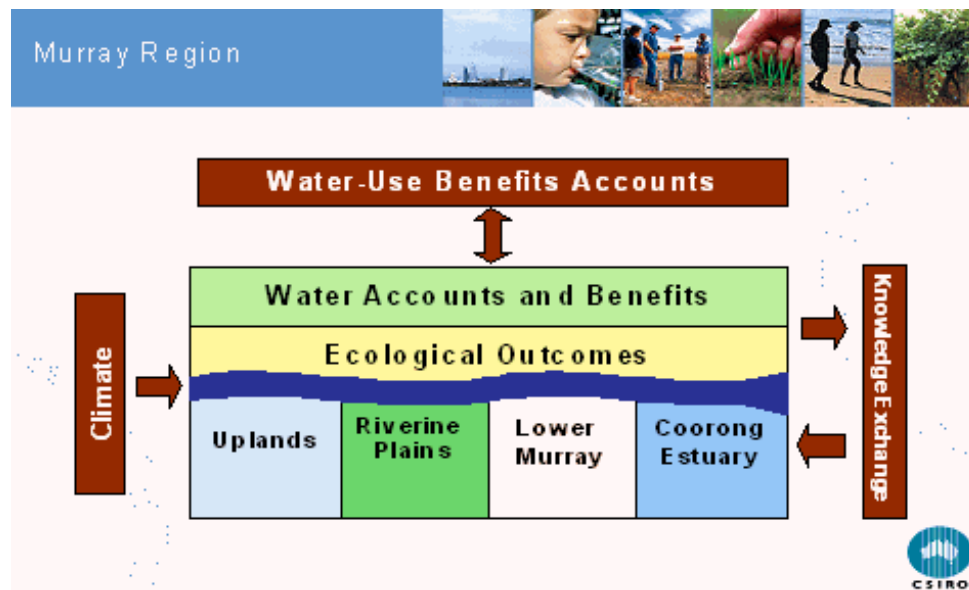 Murray Region
Water-Use Benefits Accounts
Water Accounts and Benefits
Ecological Outcomes
Climate
Uplands
Riverine
Plains
Lower
Murray
Coorong
Estuary
Knowledge Exchange
CSIRO